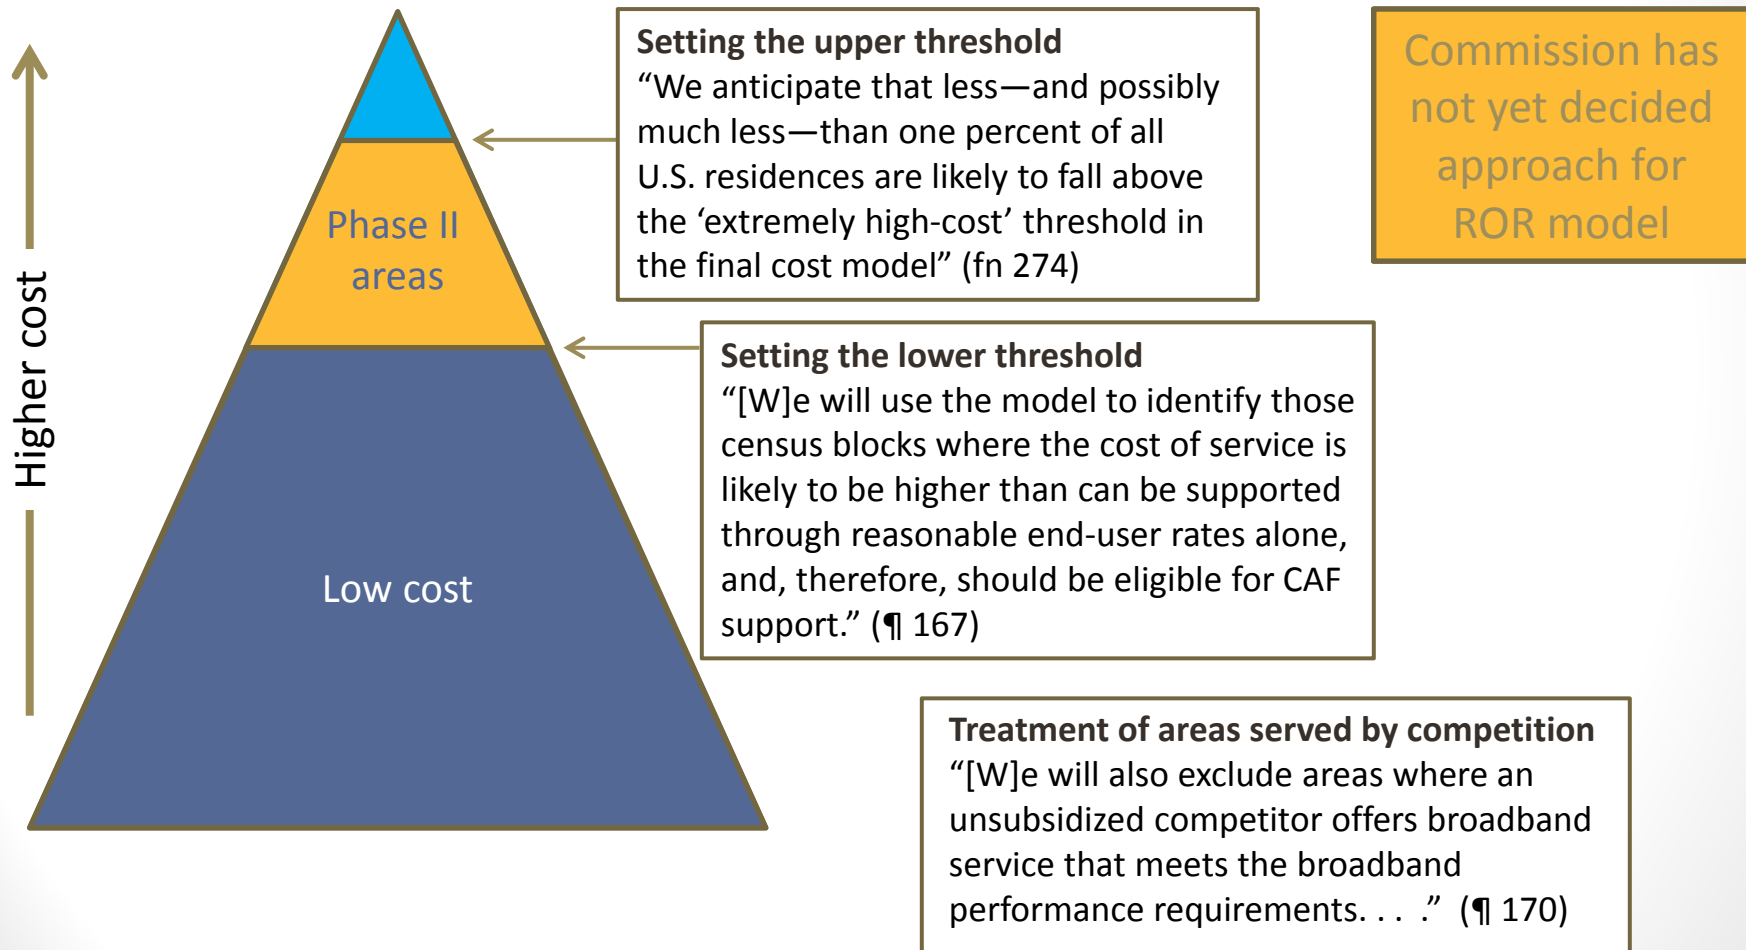 Higher cost
Phase II
areas
Low cost
Setting the upper threshold
“We anticipate that less—and possibly
much less—than one percent of all
U.S. residences are likely to fall above
the ‘extremely high-cost’ threshold in
the final cost model” (fn 274)
Commission has
not yet decided
approach for
ROR model
Setting the lower threshold
“[W]e will use the model to identify those
census blocks where the cost of service is
likely to be higher than can be supported
through reasonable end-user rates alone,
and, therefore, should be eligible for CAF
support.” (¶ 167)
Treatment of areas served by competition
“[W]e will also exclude areas where an
unsubsidized competitor offers broadband
service that meets the broadband
performance requirements. . . .” (¶ 170)